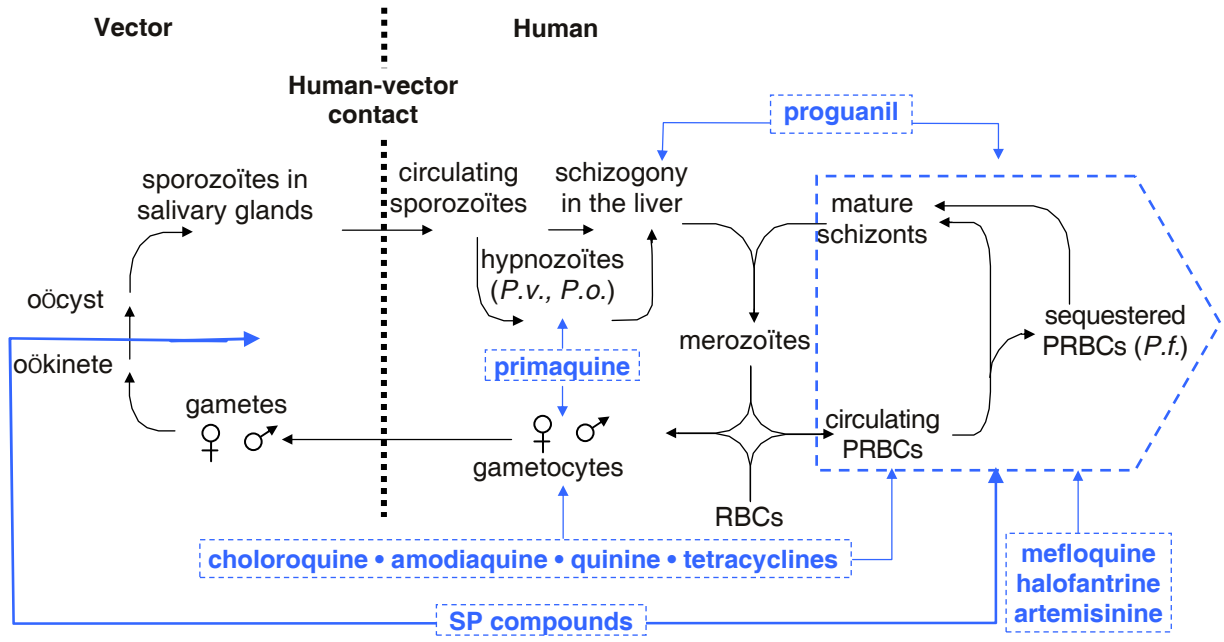 Vector
Human
Human-vector
contact
proguanil
sporozoïtes in
salivary glands
circulating
sporozoïtes
schizogony
in the liver
mature
schizonts
hypnozoïtes
(P.v., P.o.)
oöcyst
oökinete
primaquine
merozoïtes
sequestered
PRBCs (P.f.)
gametes
♀ ♂
♀ ♂
gametocytes
circulating
PRBCs
RBCs
choloroquine • amodiaquine • quinine • tetracyclines
mefloquine
halofantrine
artemisinine
SP compounds